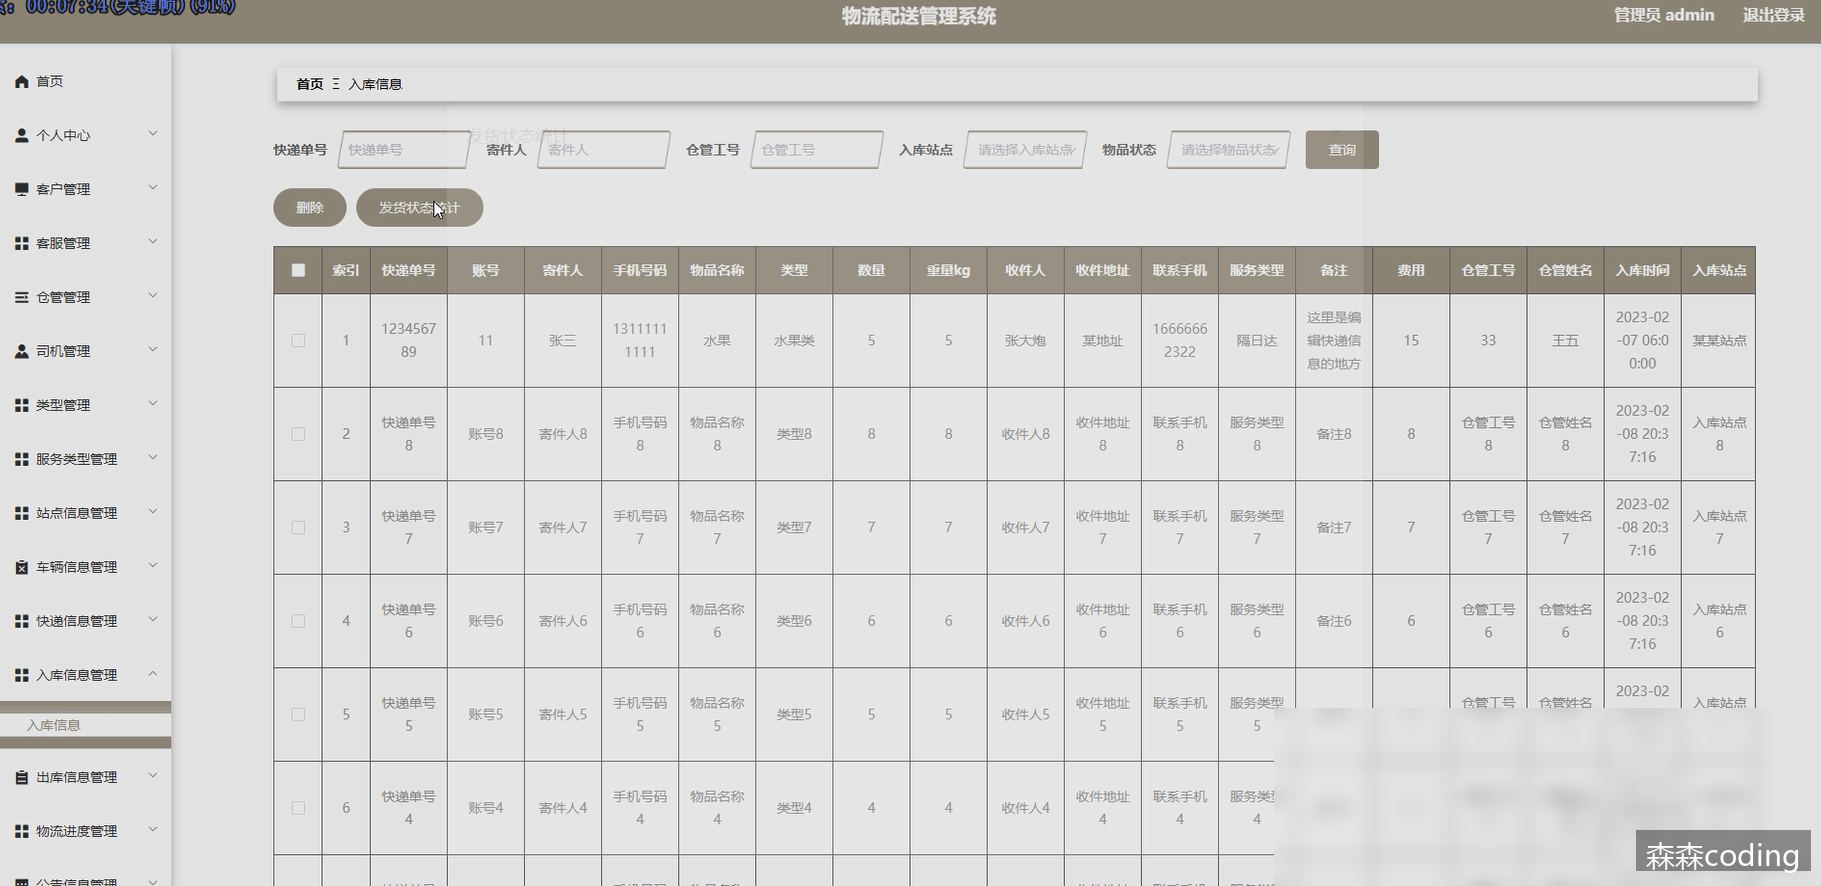 00:07:34(关键帧)(91%)
物流配送管理系统
管理员 admin
退出登录
首页
个人中心
客户管理
客服管理
仓管管理
司机管理
类型管理
服务类型管理
站点信息管理
车辆信息管理
快递信息管理
入库信息管理
入库信息
出库信息管理
物流进度管理
公告信息管理
首页 Ξ 入库信息
发货状态统计
快递单号 快递单号 寄件人 寄件人 仓管工号 仓管工号 入库站点 请选择入库站点 物品状态 请选择物品状态 查询
删除 发货状态统计
索引 快递单号 账号 寄件人 手机号码 物品名称 类型 数量 重量kg 收件人 收件地址 联系手机 服务类型 备注 费用 仓管工号 仓管姓名 入库时间 入库站点
1 123456789 11 张三 13111111111 水果 水果类 5 5 张大炮 某地址 16666662322 隔日达 这里是编辑快递信息的地方 15 33 王五 2023-02-07 06:00:00 某某站点
2 快递单号8 账号8 寄件人8 手机号码8 物品名称8 类型8 8 8 收件人8 收件地址8 联系手机8 服务类型8 备注8 8 仓管工号8 仓管姓名8 2023-02-08 20:37:16 入库站点8
3 快递单号7 账号7 寄件人7 手机号码7 物品名称7 类型7 7 7 收件人7 收件地址7 联系手机7 服务类型7 备注7 7 仓管工号7 仓管姓名7 2023-02-08 20:37:16 入库站点7
4 快递单号6 账号6 寄件人6 手机号码6 物品名称6 类型6 6 6 收件人6 收件地址6 联系手机6 服务类型6 备注6 6 仓管工号6 仓管姓名6 2023-02-08 20:37:16 入库站点6
5 快递单号5 账号5 寄件人5 手机号码5 物品名称5 类型5 5 5 收件人5 收件地址5 联系手机5 服务类型5 仓管工号 仓管姓名 2023-02 入库站点
6 快递单号4 账号4 寄件人4 手机号码4 物品名称4 类型4 4 4 收件人4 收件地址4 联系手机4 服务类型4
森森coding